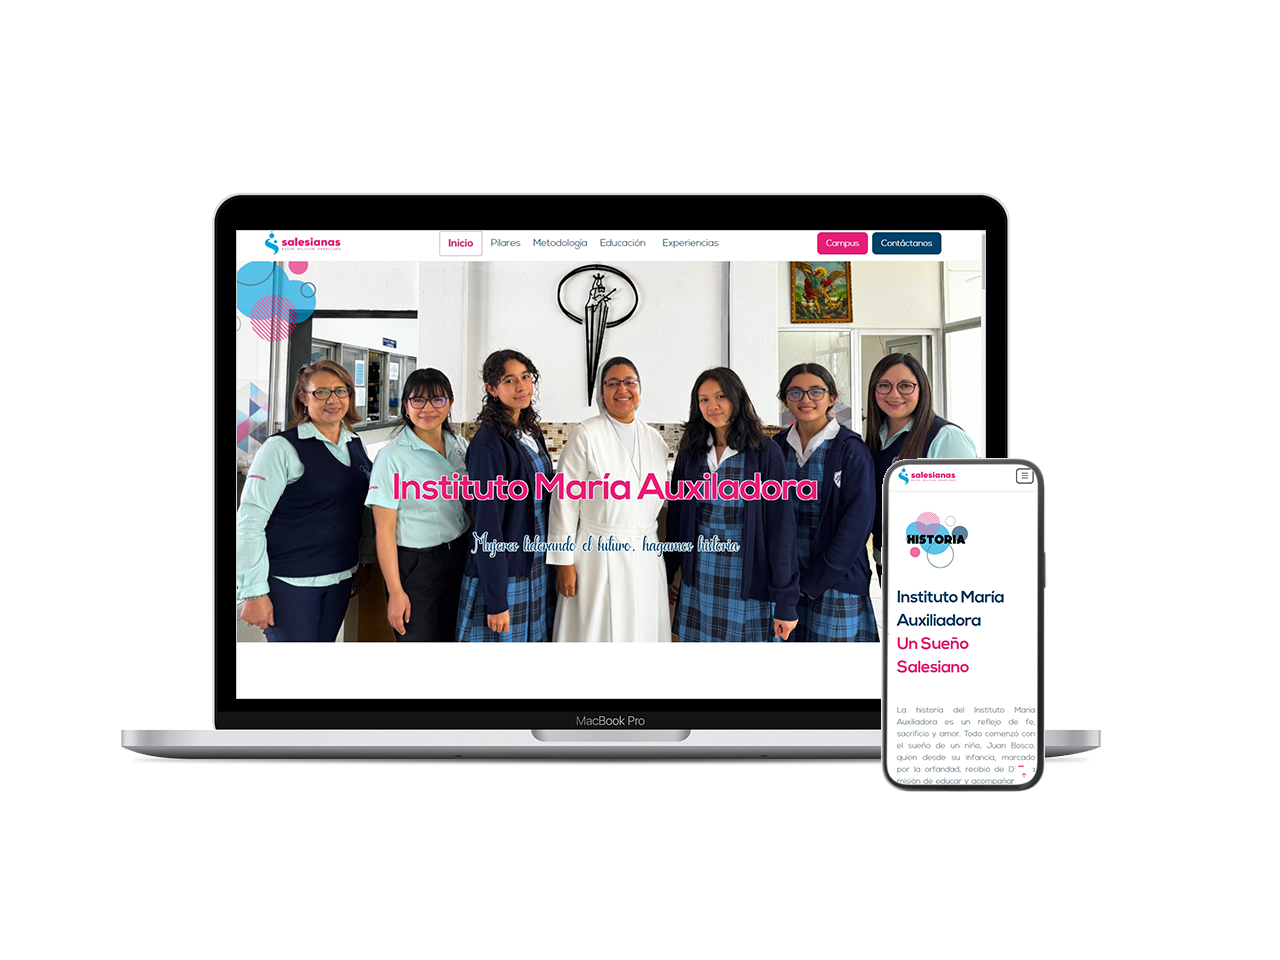 salesianas
Inicio Pilares Metodología Educación Experiencias Campus Contáctanos
Instituto María Auxiladora
Mujeres liderando el futuro, hagamos historia
MacBook Pro
salesianas
HISTORIA
Instituto María
Auxiliadora
Un Sueño
Salesiano
La historia del Instituto María
Auxiliadora es un reflejo de fe,
sacrificio y amor. Todo comenzó con
el sueño de un niño, Juan Bosco,
quien desde su infancia, marcado
por la orfandad, recibió de
misión de educar y acompañar